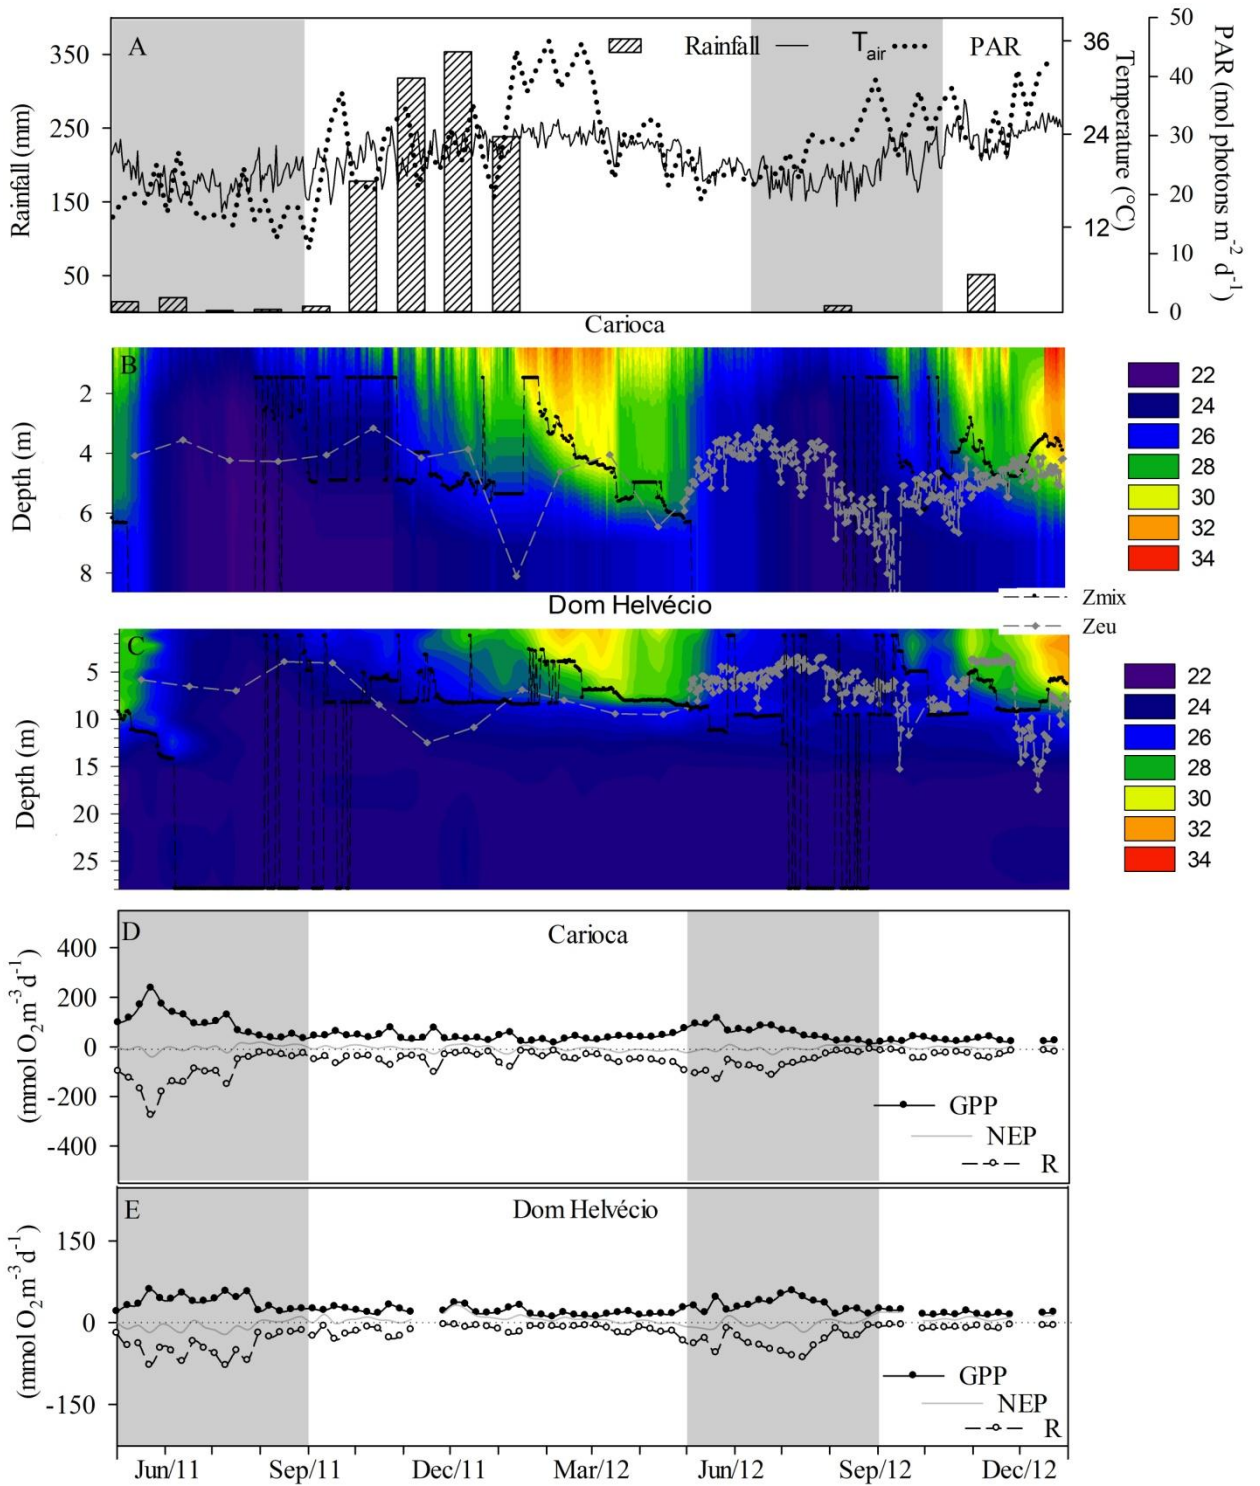 A
Rainfall
T air
PAR
Rainfall (mm)
350
250
150
50
36
24
12
Temperature (°C)
50
40
30
20
10
0
PAR (mol photons m-2 d-1)
Carioca
B
Depth (m)
2
4
6
8
22
24
26
28
30
32
34
Dom Helvécio
Zmix
Zeu
C
Depth (m)
5
10
15
20
25
22
24
26
28
30
32
34
D
Carioca
(mmol O2m-3d-1)
400
200
0
-200
-400
GPP
NEP
R
E
Dom Helvécio
(mmol O2m-3d-1)
150
0
-150
GPP
NEP
R
Jun/11 Sep/11 Dec/11 Mar/12 Jun/12 Sep/12 Dec/12